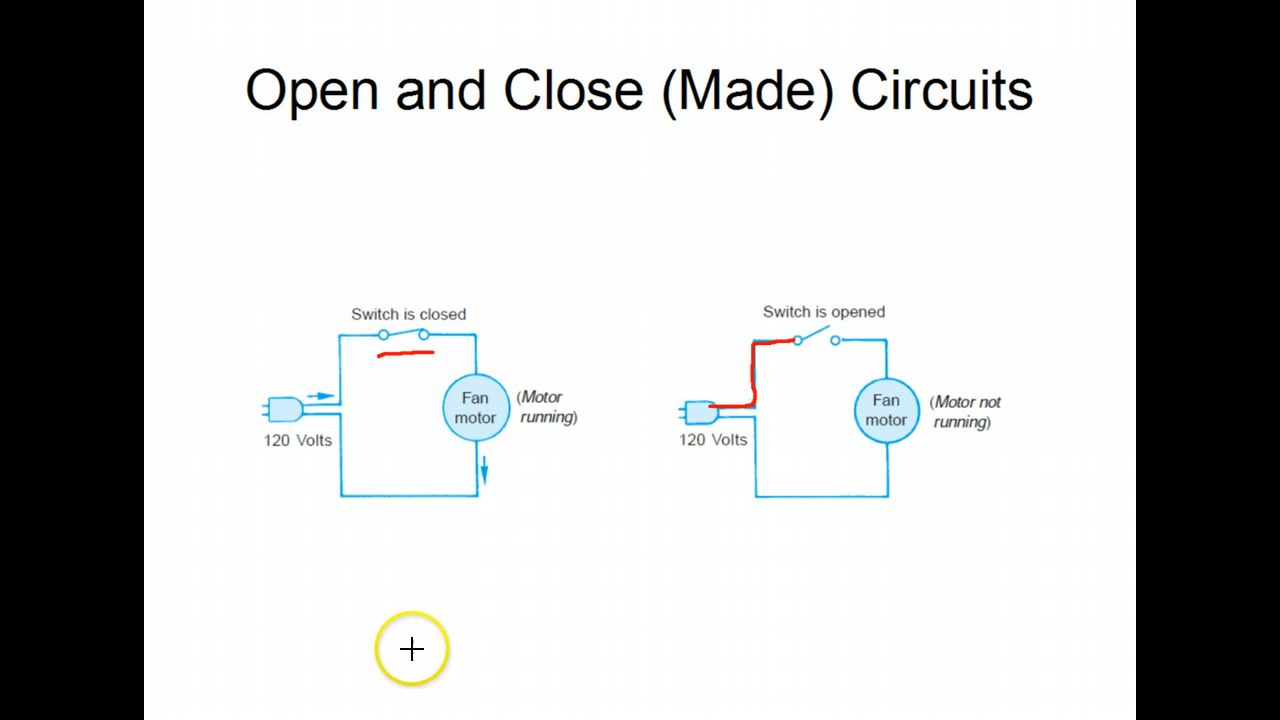 Open and Close (Made) Circuits
Switch is closed
Fan
motor
(Motor
running)
120 Volts
Switch is opened
Fan
motor
(Motor not
running)
120 Volts